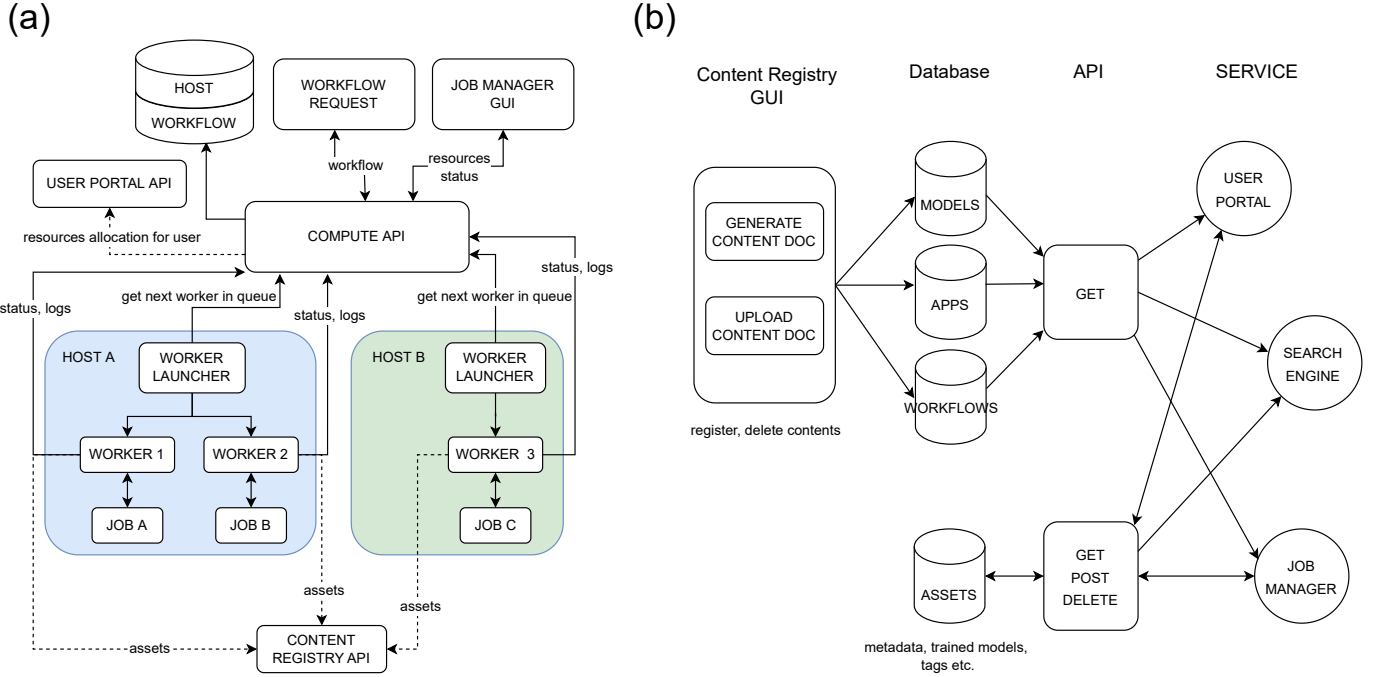 (a)
HOST
WORKFLOW
WORKFLOW
REQUEST
JOB MANAGER
GUI
workflow
resources
status
USER PORTAL API
resources allocation for user
COMPUTE API
status, logs
get next worker in queue
status, logs
get next worker in queue
status, logs
HOST A
WORKER
LAUNCHER
WORKER 1
WORKER 2
JOB A
JOB B
HOST B
WORKER
LAUNCHER
WORKER 3
JOB C
assets
assets
assets
CONTENT
REGISTRY API
(b)
Content Registry
GUI
Database
API
SERVICE
GENERATE
CONTENT DOC
UPLOAD
CONTENT DOC
register, delete contents
MODELS
APPS
WORKFLOWS
GET
USER
PORTAL
SEARCH
ENGINE
ASSETS
metadata, trained models,
tags etc.
GET
POST
DELETE
JOB
MANAGER